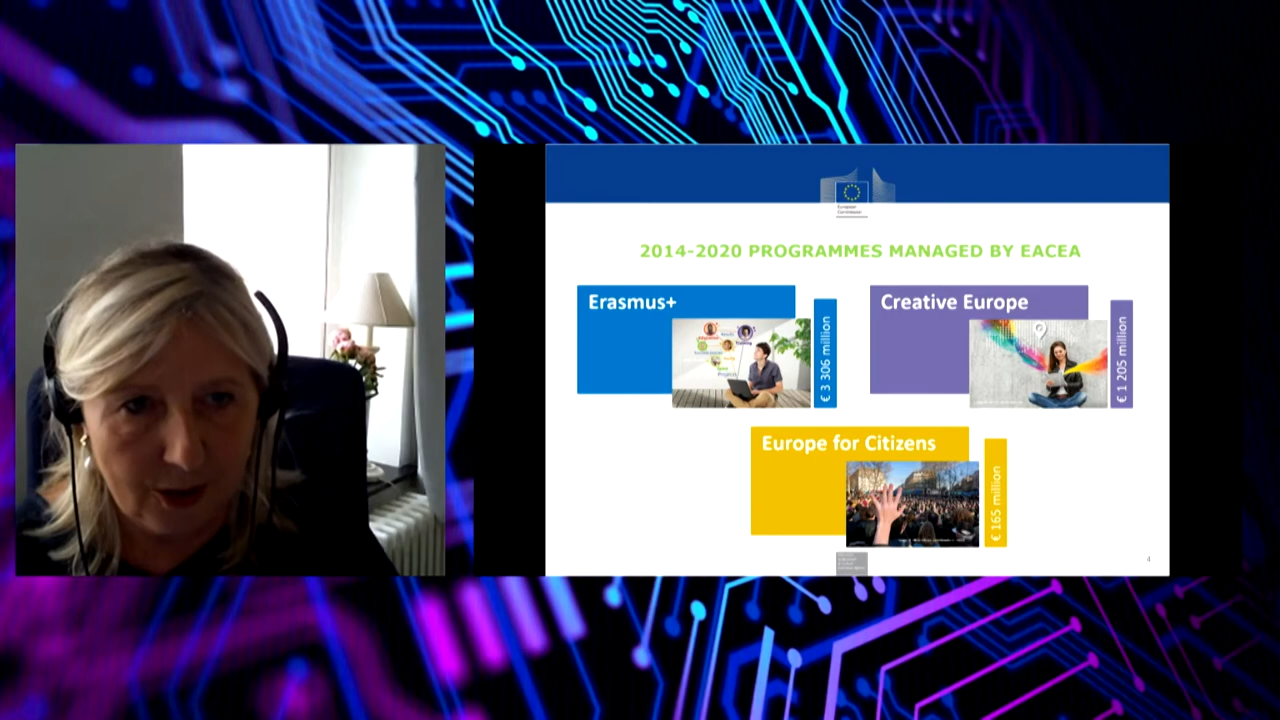 European
Commission
2014-2020 PROGRAMMES MANAGED BY EACEA
Erasmus+
€ 3 306 million
Creative Europe
€ 1 205 million
Europe for Citizens
€ 165 million
4